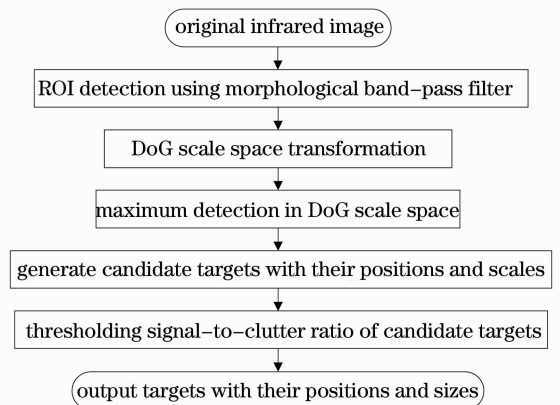 original infrared image
ROI detection using morphological band−pass filter
DoG scale space transformation
maximum detection in DoG scale space
generate candidate targets with their positions and scales
thresholding signal−to−clutter ratio of candidate targets
output targets with their positions and sizes